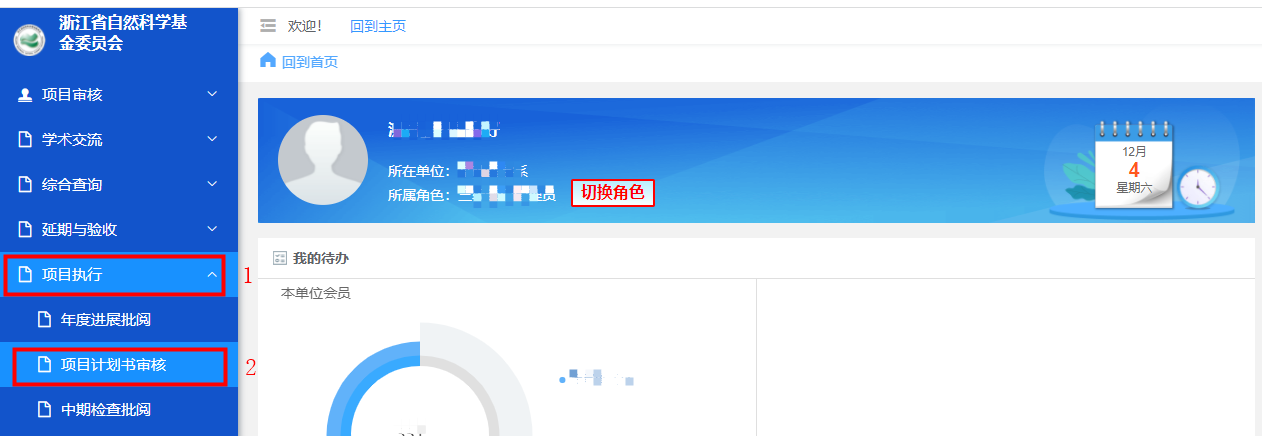 浙江省自然科学基
金委员会
欢迎！ 回到主页
回到首页
项目审核
学术交流
综合查询
延期与验收
项目执行
1
年度进展批阅
项目计划书审核
2
中期检查批阅
所在单位：
所属角色：
切换角色
12月
4
星期六
我的待办
本单位会员